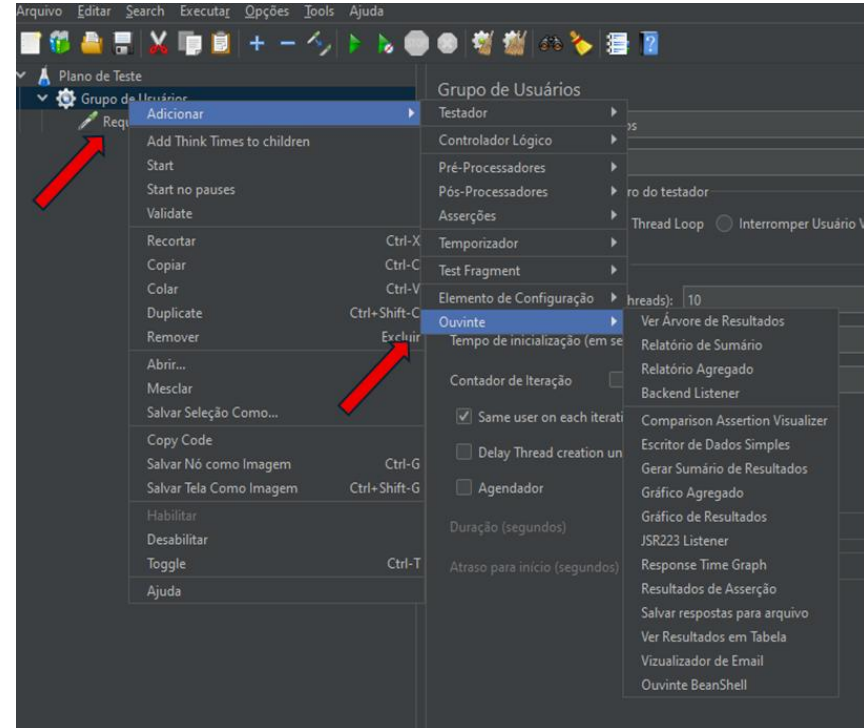 Arquivo Editar Search Executar Opções Tools Ajuda
Plano de Teste
Grupo de Usuários
Adicionar
Add Think Times to children
Start
Start no pauses
Validate
Recortar Ctrl-X
Copiar Ctrl-C
Colar Ctrl-V
Duplicate Ctrl+Shift-C
Remover Excluir
Abrir...
Mesclar
Salvar Seleção Como...
Copy Code
Salvar Nó como Imagem Ctrl-G
Salvar Tela Como Imagem Ctrl+Shift-G
Habilitar
Desabilitar
Toggle Ctrl-T
Ajuda
Grupo de Usuários
Testador
Controlador Lógico
Pré-Processadores
Pós-Processadores
Asserções
Temporizador
Test Fragment
Elemento de Configuração
Ouvinte
do testador
Thread Loop Interromper Usuário V
hreads): 10
Tempo de inicialização (em se
Contador de Iteração
Same user on each iterati
Delay Thread creation un
Agendador
Duração (segundos)
Atraso para início (segundos)
Ver Árvore de Resultados
Relatório de Sumário
Relatório Agregado
Backend Listener
Comparison Assertion Visualizer
Escritor de Dados Simples
Gerar Sumário de Resultados
Gráfico Agregado
Gráfico de Resultados
JSR223 Listener
Response Time Graph
Resultados de Asserção
Salvar respostas para arquivo
Ver Resultados em Tabela
Vizualizador de Email
Ouvinte BeanShell